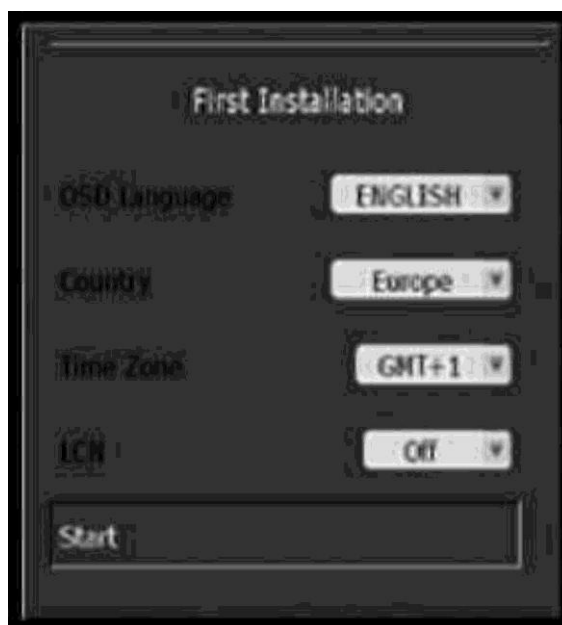 First Installation
OSD Language ENGLISH
Country Europe
Time Zone GMT+1
LCN Off
Start